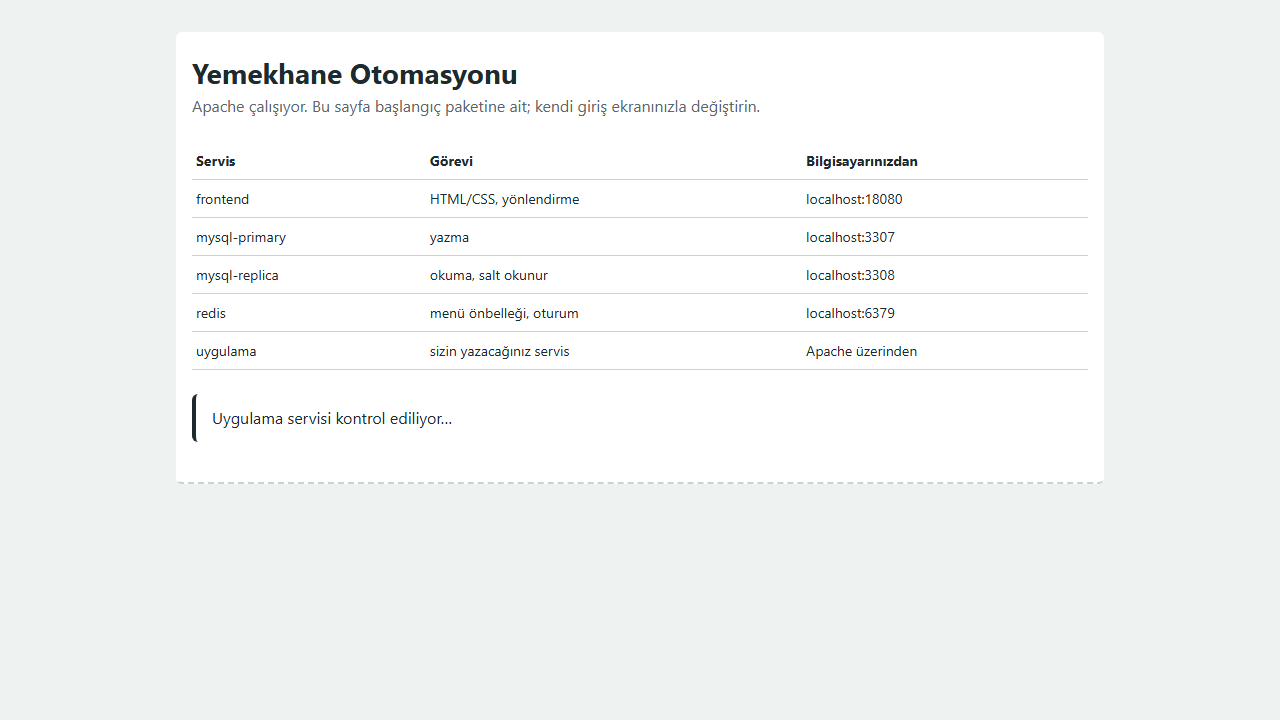 Yemekhane Otomasyonu
Apache çalışıyor. Bu sayfa başlangıç paketine ait; kendi giriş ekranınızla değiştirin.
Servis Görevi Bilgisayarınızdan
frontend HTML/CSS, yönlendirme localhost:18080
mysql-primary yazma localhost:3307
mysql-replica okuma, salt okunur localhost:3308
redis menü önbelleği, oturum localhost:6379
uygulama sizin yazacağınız servis Apache üzerinden
Uygulama servisi kontrol ediliyor...